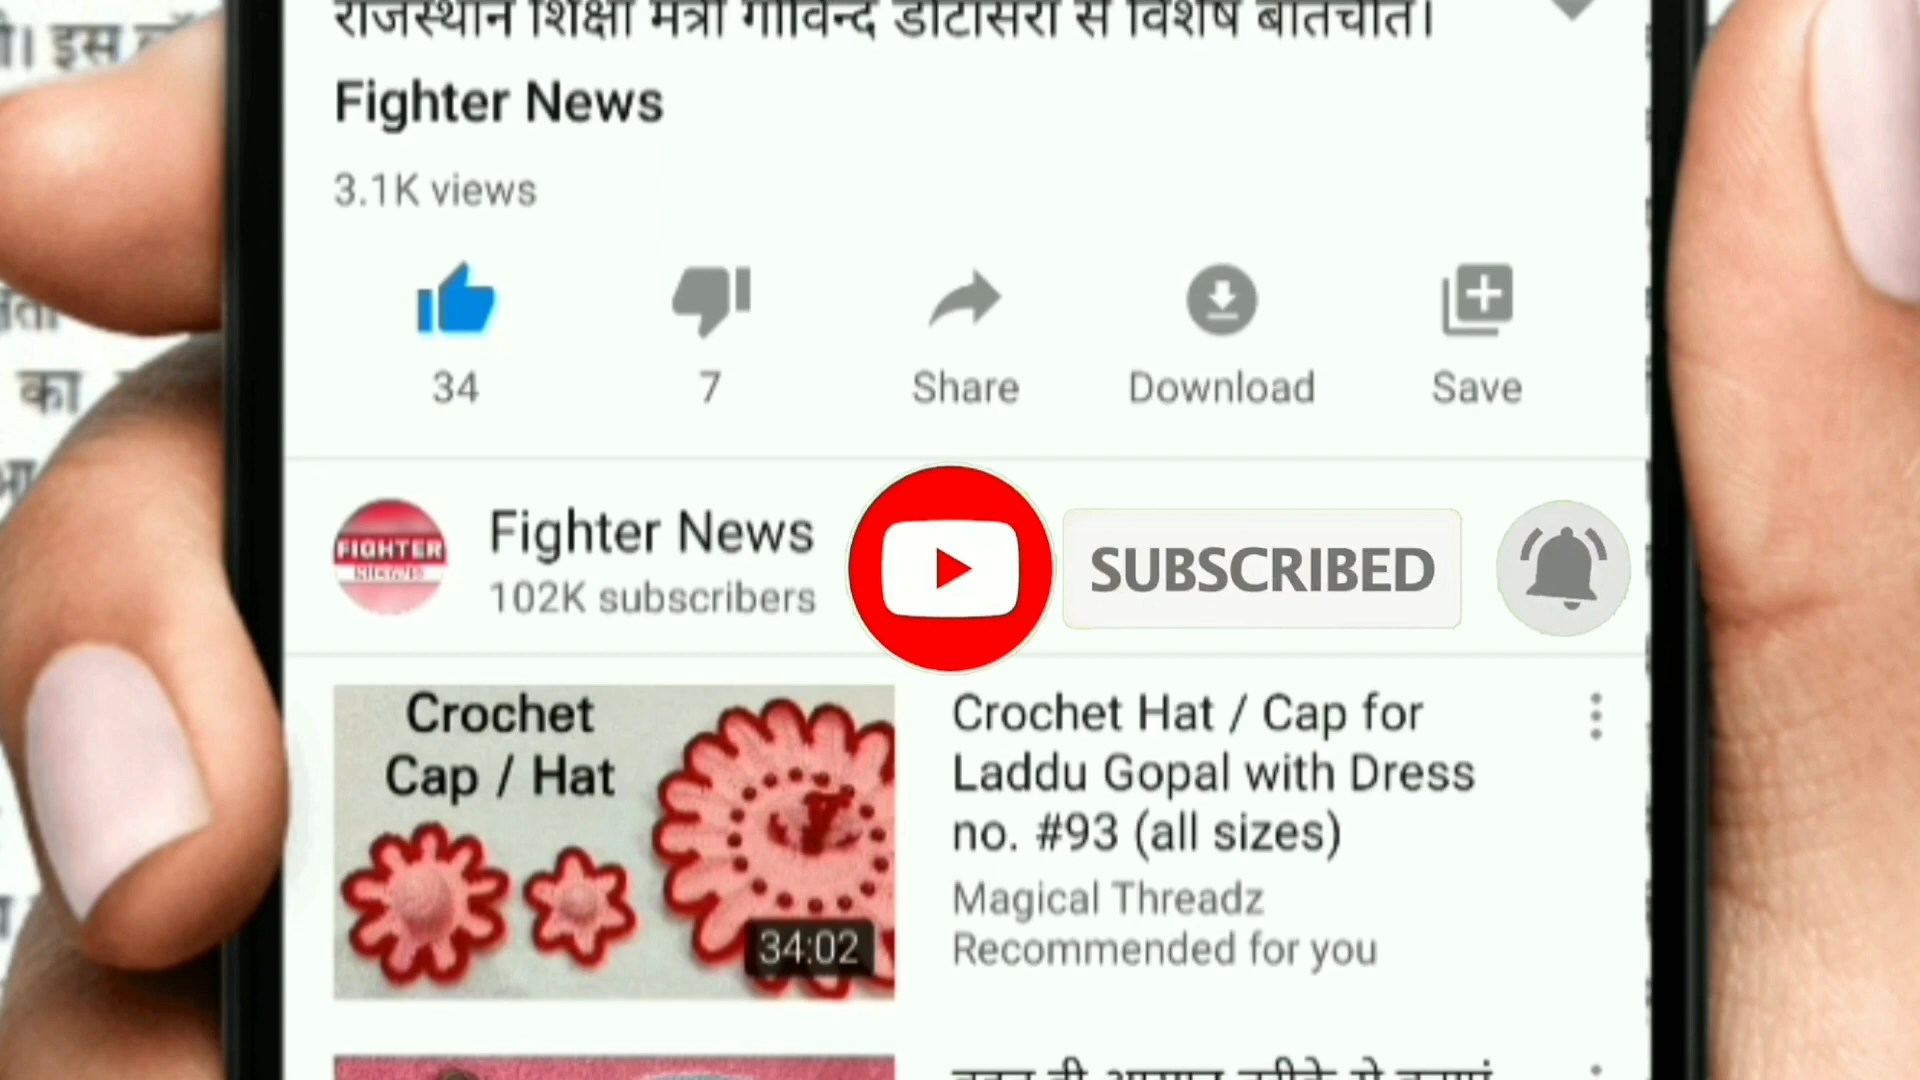 राजस्थान शिक्षा मंत्री गोविन्द डोटासरा से विशेष बातचीत।
Fighter News
3.1K views
34
7
Share
Download
Save
का
। इस
FIGHTER
Fighter News
102K subscribers
SUBSCRIBED
Crochet
Cap / Hat
34:02
Crochet Hat / Cap for
Laddu Gopal with Dress
no. #93 (all sizes)
Magical Threadz
Recommended for you